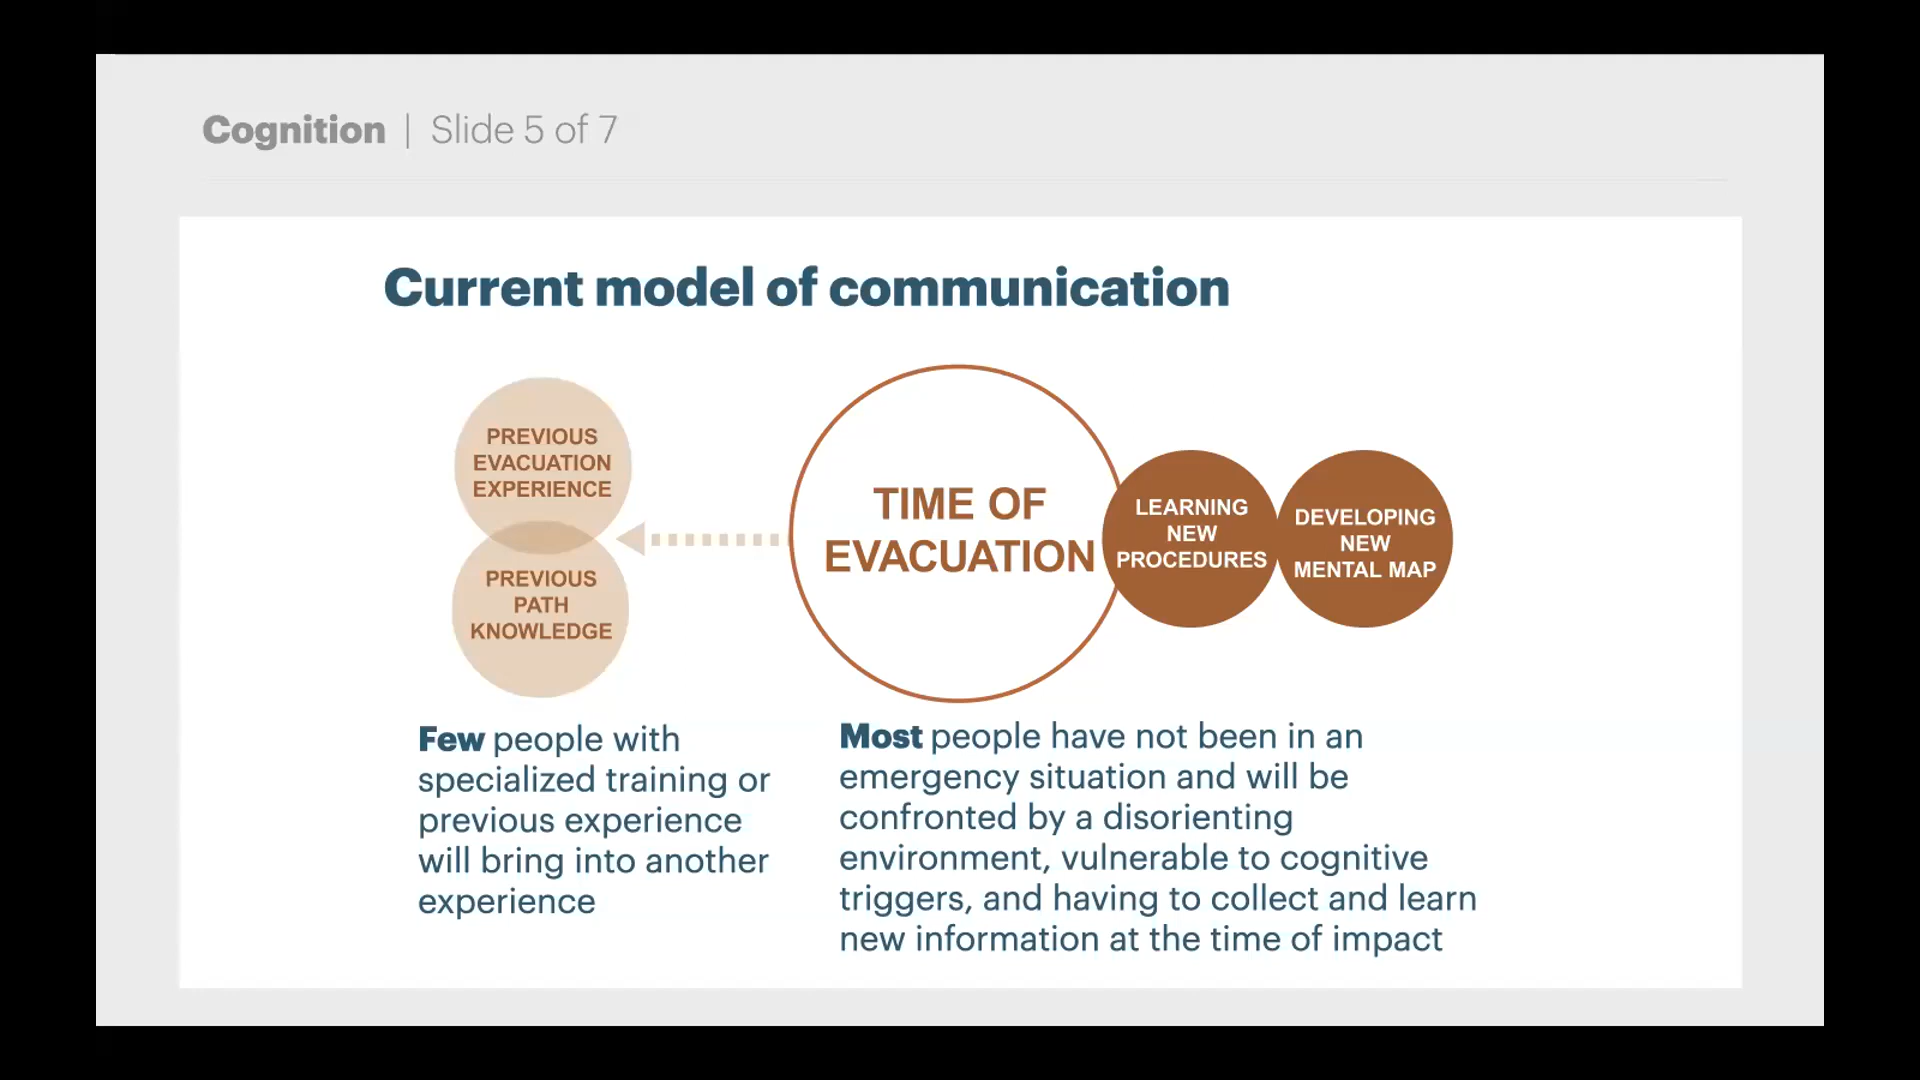 Cognition | Slide 5 of 7
Current model of communication
PREVIOUS
EVACUATION
EXPERIENCE
PREVIOUS
PATH
KNOWLEDGE
TIME OF
EVACUATION
LEARNING
NEW
PROCEDURES
DEVELOPING
NEW
MENTAL MAP
Few people with
specialized training or
previous experience
will bring into another
experience
Most people have not been in an
emergency situation and will be
confronted by a disorienting
environment, vulnerable to cognitive
triggers, and having to collect and learn
new information at the time of impact